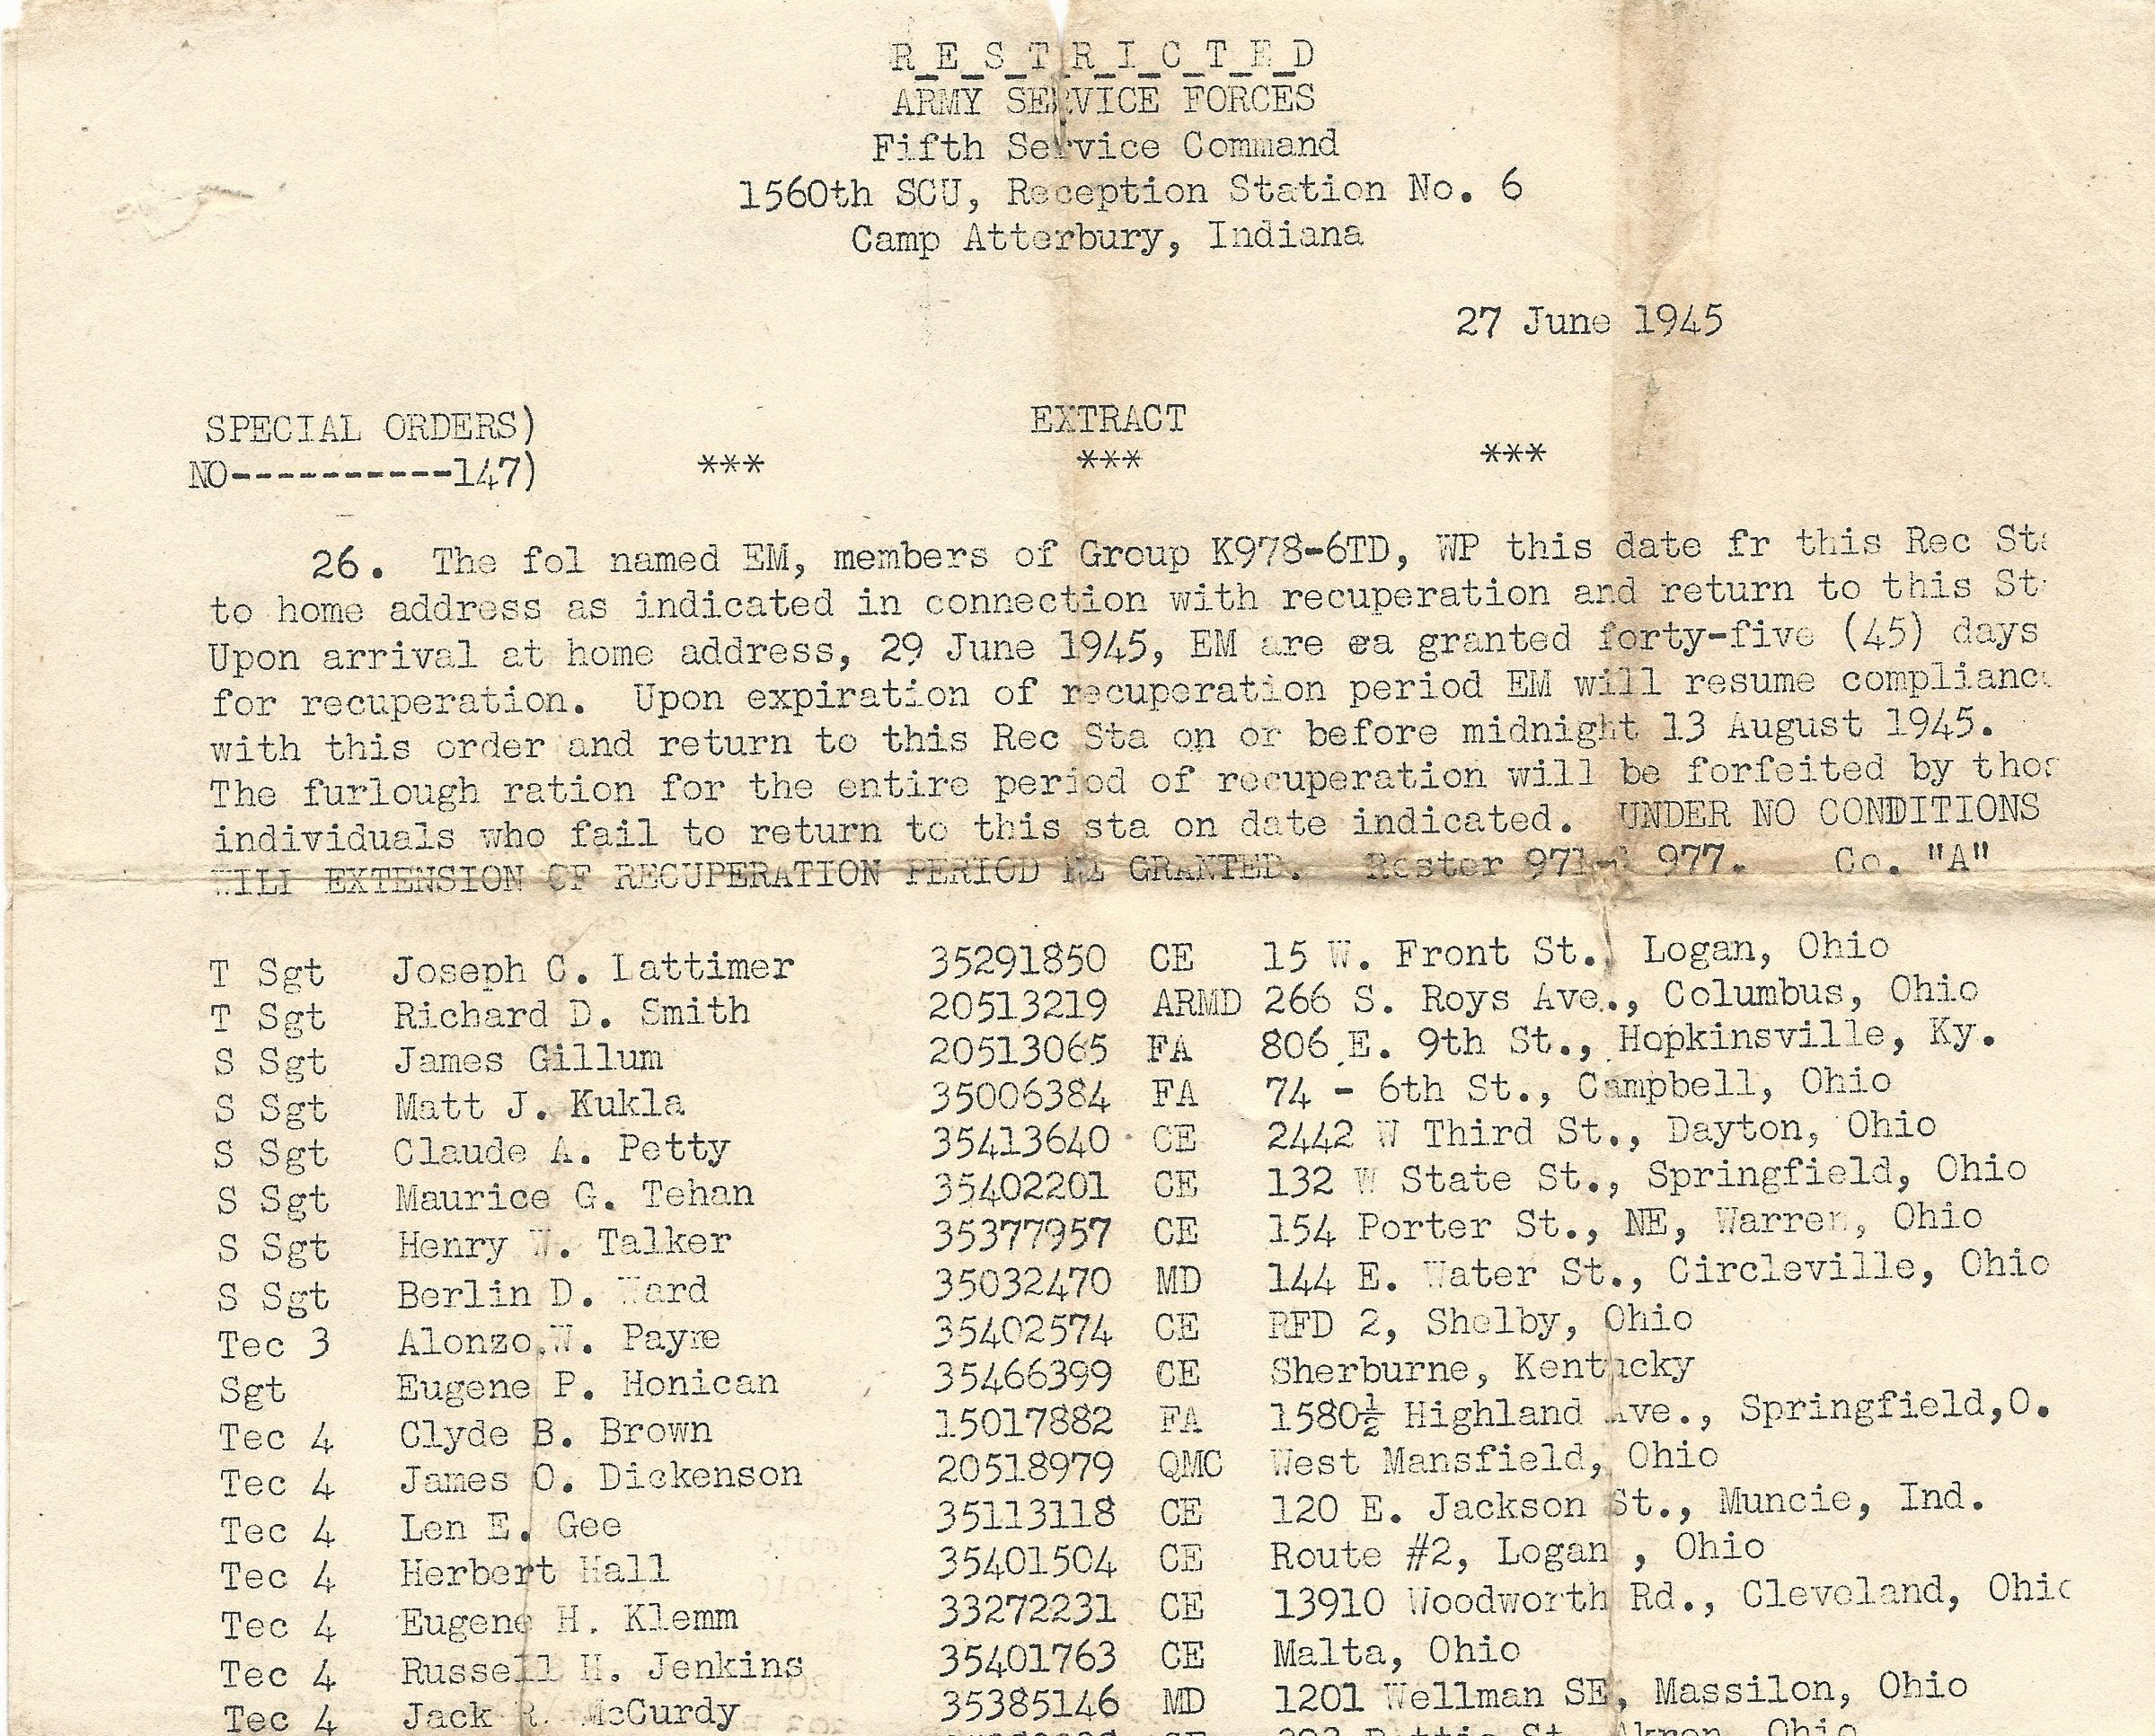 R E S T R I C T E D
ARMY SERVICE FORCES
Fifth Service Command
1560th SCU, Reception Station No. 6
Camp Atterbury, Indiana
27 June 1945
SPECIAL ORDERS) EXTRACT
NO----------147) *** *** ***
26. The fol named EM, members of Group K978-6TD, WP this date fr this Rec Sta
to home address as indicated in connection with recuperation and return to this St
Upon arrival at home address, 29 June 1945, EM are ea granted forty-five (45) days
for recuperation. Upon expiration of recuperation period EM will resume complianc
with this order and return to this Rec Sta on or before midnight 13 August 1945.
The furlough ration for the entire period of recuperation will be forfeited by thos
individuals who fail to return to this sta on date indicated. UNDER NO CONDITIONS
WILL EXTENSION OF RECUPERATION PERIOD BE GRANTED. Roster 977. Co. "A"
T Sgt Joseph C. Lattimer 35291850 CE 15 W. Front St., Logan, Ohio
T Sgt Richard D. Smith 20513219 ARMD 266 S. Roys Ave., Columbus, Ohio
S Sgt James Gillum 20513065 FA 806 E. 9th St., Hopkinsville, Ky.
S Sgt Matt J. Kukla 35006384 FA 74 - 6th St., Campbell, Ohio
S Sgt Claude A. Petty 35413640 CE 2442 W Third St., Dayton, Ohio
S Sgt Maurice G. Tehan 35402201 CE 132 W State St., Springfield, Ohio
S Sgt Henry W. Talker 35377957 CE 154 Porter St., NE, Warren, Ohio
S Sgt Berlin D. Ward 35032470 MD 144 E. Water St., Circleville, Ohio
Tec 3 Alonzo W. Payne 35402574 CE RFD 2, Shelby, Ohio
Sgt Eugene P. Honican 35466399 CE Sherburne, Kentucky
Tec 4 Clyde B. Brown 15017882 FA 1580½ Highland Ave., Springfield,O.
Tec 4 James O. Dickenson 20518979 QMC West Mansfield, Ohio
Tec 4 Len E. Gee 35113118 CE 120 E. Jackson St., Muncie, Ind.
Tec 4 Herbert Hall 35401504 CE Route #2, Logan , Ohio
Tec 4 Eugene H. Klemm 33272231 CE 13910 Woodworth Rd., Cleveland, Ohio
Tec 4 Russell H. Jenkins 35401763 CE Malta, Ohio
Tec 4 Jack R. McCurdy 35385146 MD 1201 Wellman SE, Massilon, Ohio
St., Akron, Ohio